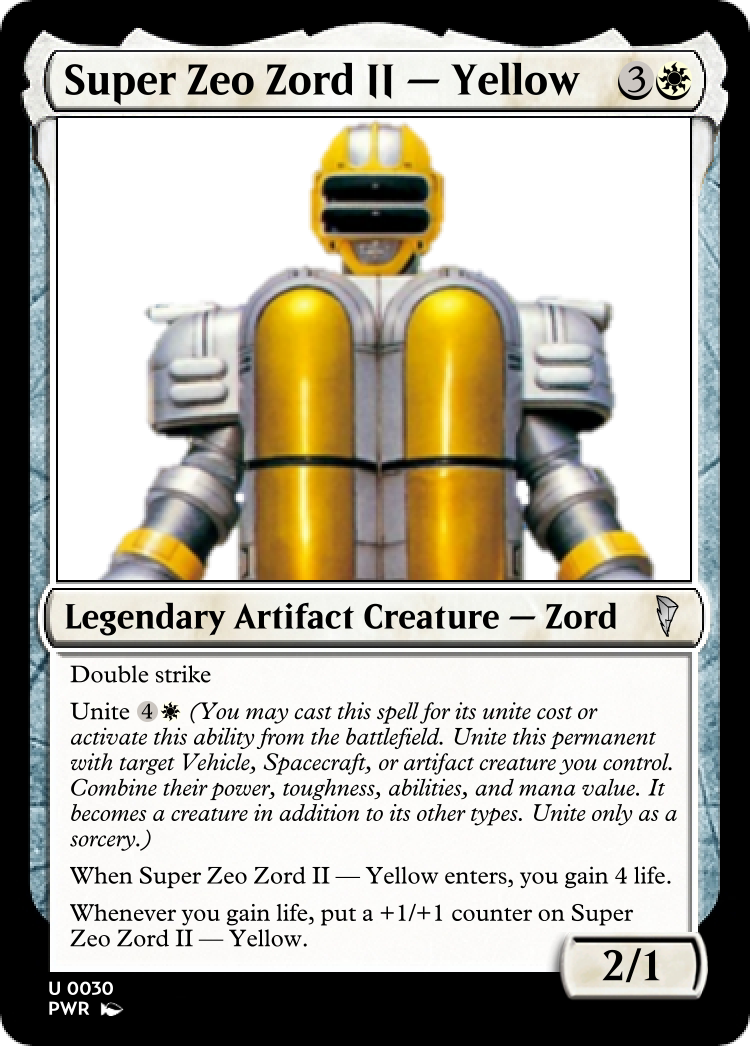 Super Zeo Zord II — Yellow 3
Legendary Artifact Creature — Zord
Double strike
Unite 4 (You may cast this spell for its unite cost or
activate this ability from the battlefield. Unite this permanent
with target Vehicle, Spacecraft, or artifact creature you control.
Combine their power, toughness, abilities, and mana value. It
becomes a creature in addition to its other types. Unite only as a
sorcery.)
When Super Zeo Zord II — Yellow enters, you gain 4 life.
Whenever you gain life, put a +1/+1 counter on Super
Zeo Zord II — Yellow.
2/1
U 0030
PWR